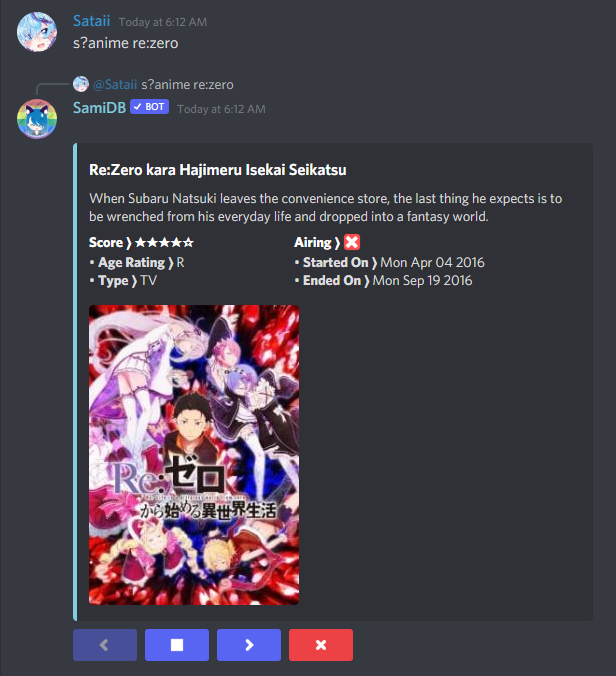 Sataii Today at 6:12 AM
s?anime re:zero
@Sataii s?anime re:zero
SamiDB ✓ BOT Today at 6:12 AM
Re:Zero kara Hajimeru Isekai Seikatsu
When Subaru Natsuki leaves the convenience store, the last thing he expects is to
be wrenched from his everyday life and dropped into a fantasy world.
Score ❭ ★★★★☆
• Age Rating ❭ R
• Type ❭ TV
Airing ❭ ❎
• Started On ❭ Mon Apr 04 2016
• Ended On ❭ Mon Sep 19 2016
Re:ゼロ
から始める異世界生活